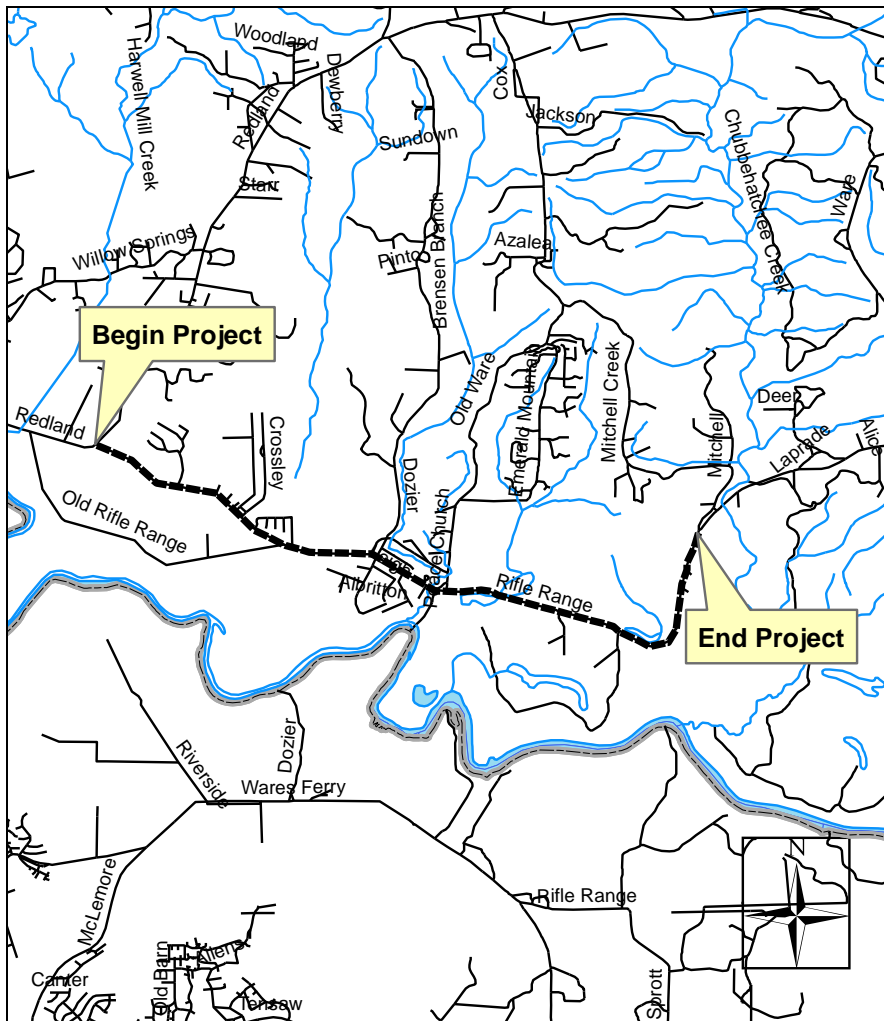 Woodland
Harwell Mill Creek
Dewberry
Cox
Redland
Jackson
Sundown
Chubbehatchee Creek
Starr
Ware
Willow Springs
Brensen Branch
Azalea
Pinto
Begin Project
Old Ware
Emerald Mountain
Mitchell Creek
Deer
Redland
Crossley
Mitchell
Laprade
Alice
Dozier
Old Rifle Range
Church
Albritton
Rifle Range
End Project
Dozier
Riverside
Wares Ferry
N
McLemore
Rifle Range
Old Barn
Allens
Canter
Tensaw
Sprott